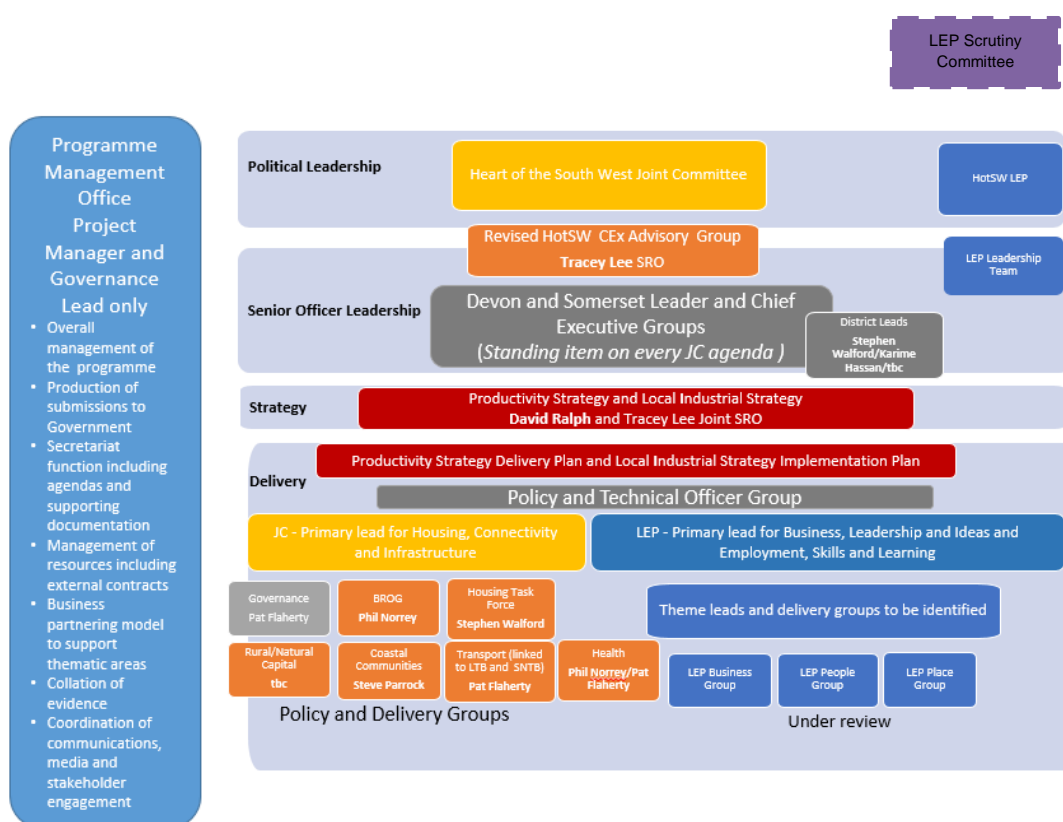 LEP Scrutiny
Committee
Programme
Management
Office
Project
Manager and
Governance
Lead only
• Overall
management of
the programme
• Production of
submissions to
Government
• Secretariat
function including
agendas and
supporting
documentation
• Management of
resources including
external contracts
• Business
partnering model
to support
thematic areas
• Collation of
evidence
• Coordination of
communications,
media and
stakeholder
engagement
Political Leadership
Heart of the South West Joint Committee
HotSW LEP
Revised HotSW CEx Advisory Group
Tracey Lee SRO
LEP Leadership
Team
Senior Officer Leadership
Devon and Somerset Leader and Chief
Executive Groups
(Standing item on every JC agenda )
District Leads
Stephen
Walford/Karime
Hassan/tbc
Strategy
Productivity Strategy and Local Industrial Strategy
David Ralph and Tracey Lee Joint SRO
Delivery
Productivity Strategy Delivery Plan and Local Industrial Strategy Implementation Plan
Policy and Technical Officer Group
JC - Primary lead for Housing, Connectivity
and Infrastructure
LEP - Primary lead for Business, Leadership and Ideas and
Employment, Skills and Learning
Governance
Pat Flaherty
BROG
Phil Norrey
Housing Task
Force
Stephen Walford
Theme leads and delivery groups to be identified
Rural/Natural
Capital
tbc
Coastal
Communities
Steve Parrock
Transport (linked
to LTB and SNTB)
Pat Flaherty
Health
Phil Norrey/Pat
Flaherty
LEP Business
Group
LEP People
Group
LEP Place
Group
Policy and Delivery Groups
Under review